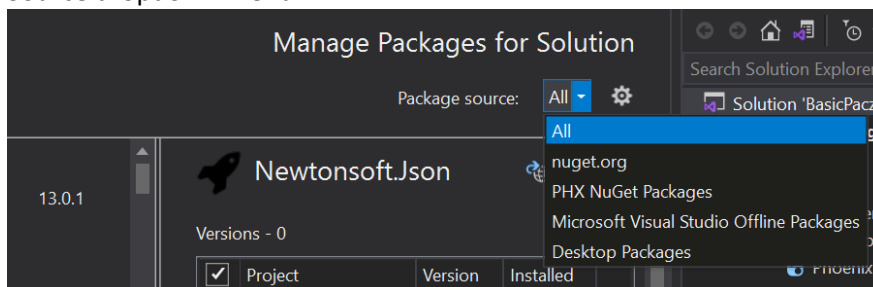 Manage Packages for Solution
Package source: All
Search Solution Explorer
Solution 'BasicPacz
All
nuget.org
PHX NuGet Packages
Microsoft Visual Studio Offline Packages
Desktop Packages
Newtonsoft.Json
13.0.1
Versions - 0
Project Version Installed
Phoenix